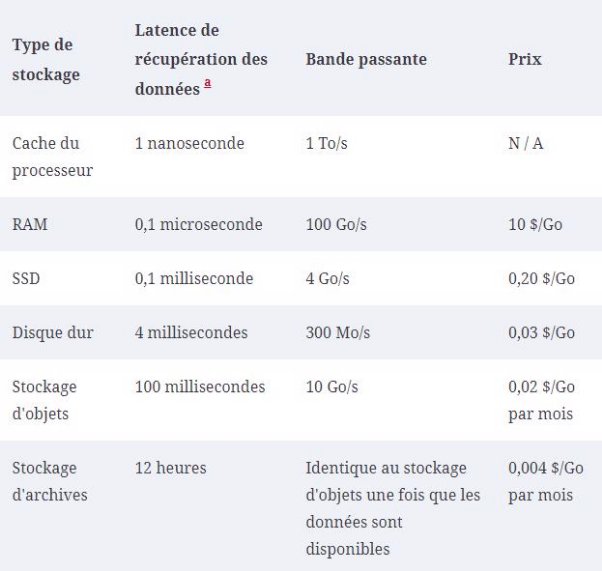 Type de
stockage
Latence de
récupération des
données a
Bande passante
Prix
Cache du
processeur
1 nanoseconde
1 To/s
N / A
RAM
0,1 microseconde
100 Go/s
10 $/Go
SSD
0,1 milliseconde
4 Go/s
0,20 $/Go
Disque dur
4 millisecondes
300 Mo/s
0,03 $/Go
Stockage
d'objets
100 millisecondes
10 Go/s
0,02 $/Go
par mois
Stockage
d'archives
12 heures
Identique au stockage
d'objets une fois que les
données sont
disponibles
0,004 $/Go
par mois